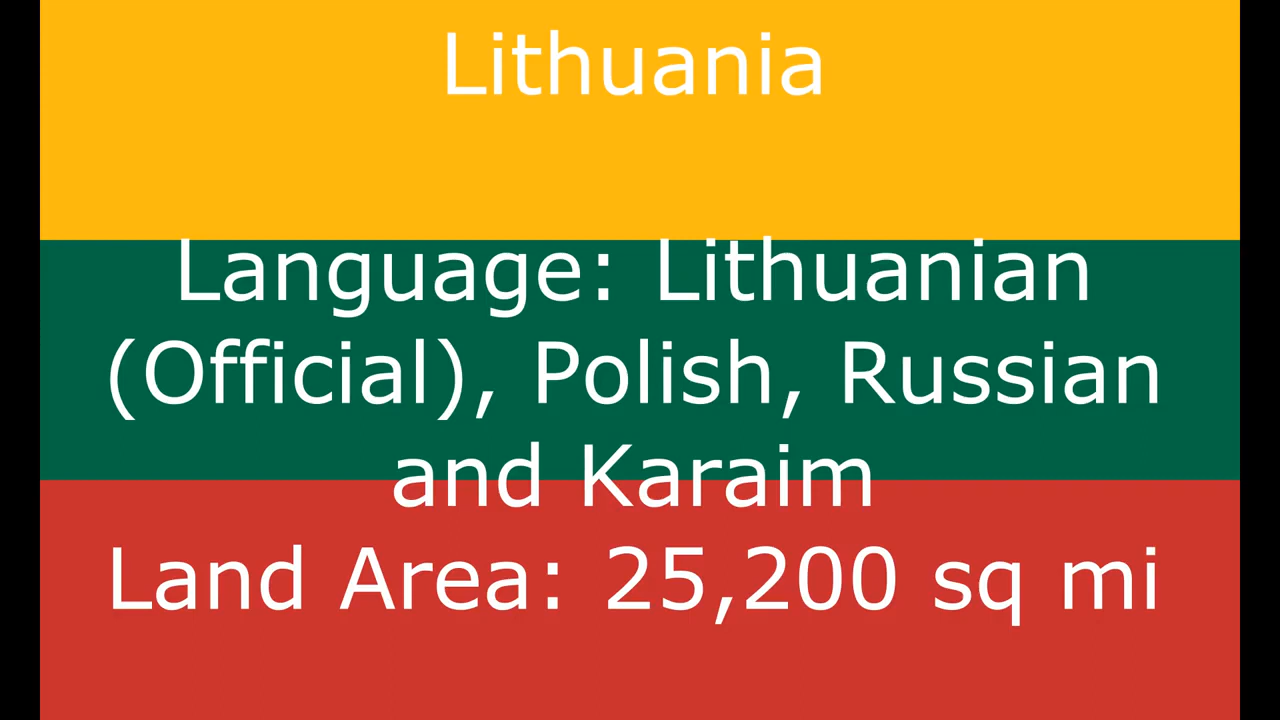 Lithuania
Language: Lithuanian
(Official), Polish, Russian
and Karaim
Land Area: 25,200 sq mi